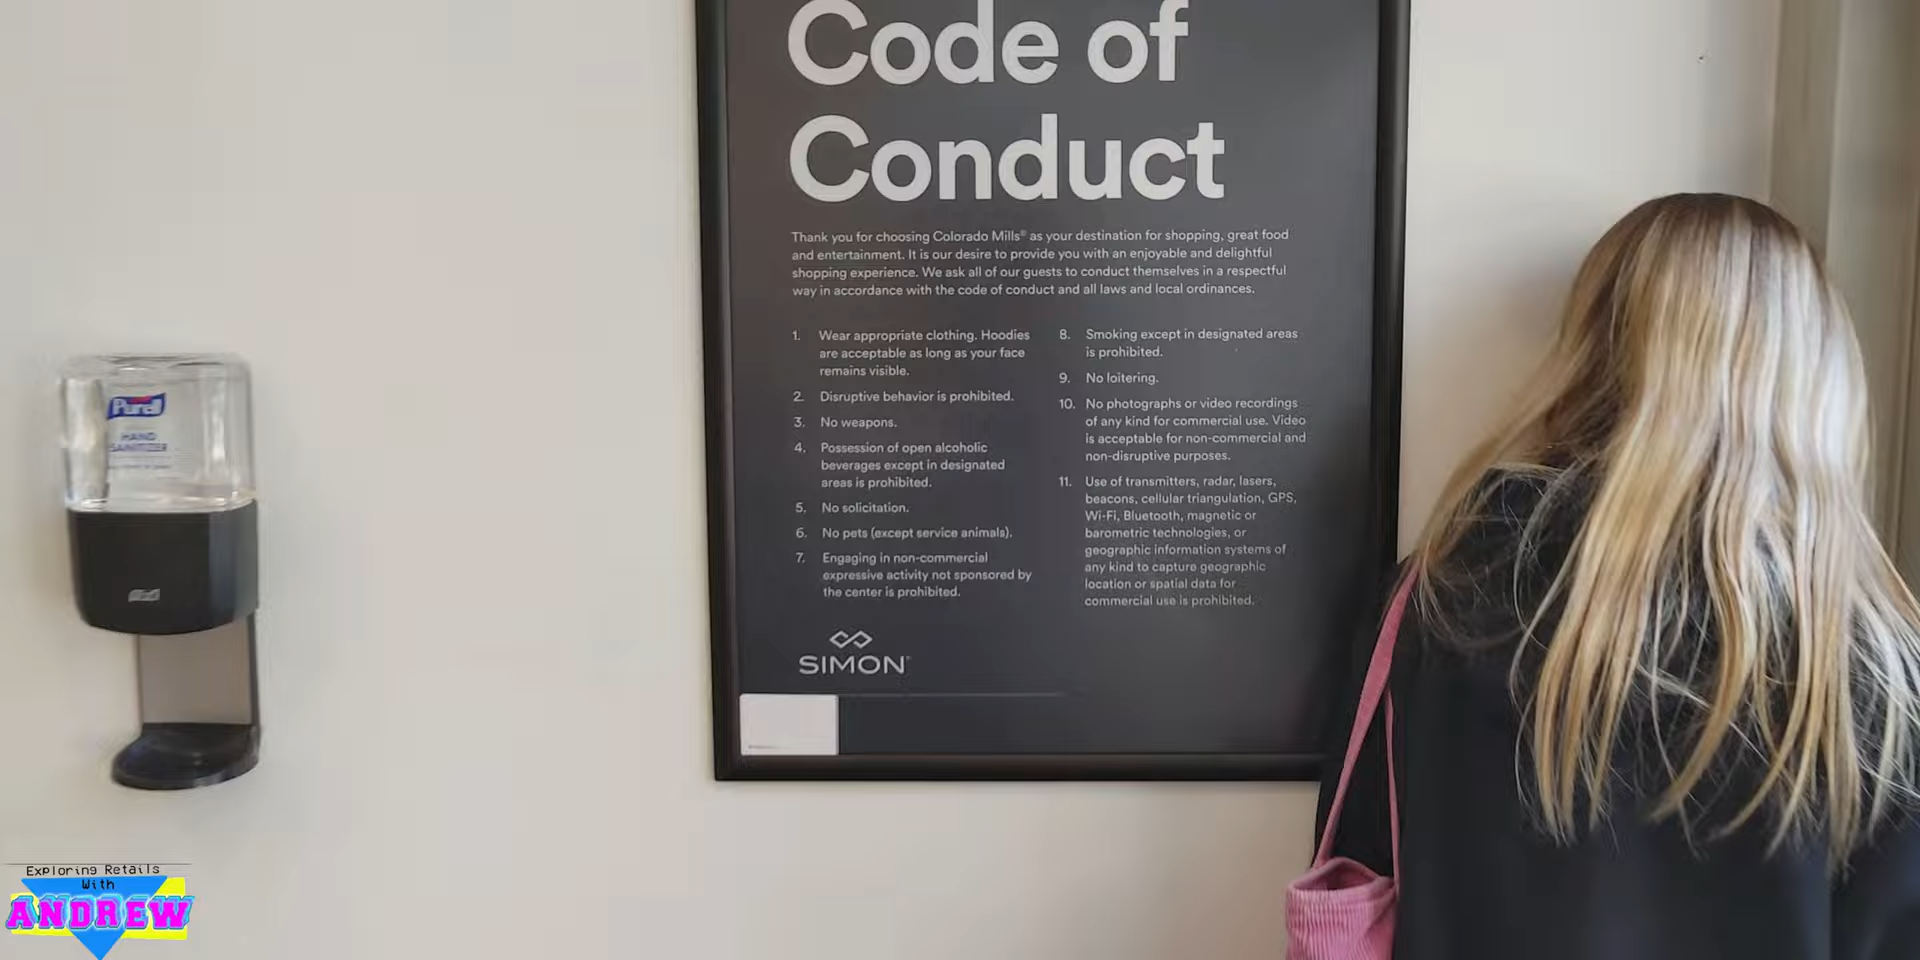 Code of
Conduct
Thank you for choosing Colorado Mills® as your destination for shopping, great food
and entertainment. It is our desire to provide you with an enjoyable and delightful
shopping experience. We ask all of our guests to conduct themselves in a respectful
way in accordance with the code of conduct and all laws and local ordinances.
1. Wear appropriate clothing. Hoodies
are acceptable as long as your face
remains visible.
2. Disruptive behavior is prohibited.
3. No weapons.
4. Possession of open alcoholic
beverages except in designated
areas is prohibited.
5. No solicitation.
6. No pets (except service animals).
7. Engaging in non-commercial
expressive activity not sponsored by
the center is prohibited.
8. Smoking except in designated areas
is prohibited.
9. No loitering.
10. No photographs or video recordings
of any kind for commercial use. Video
is acceptable for non-commercial and
non-disruptive purposes.
11. Use of transmitters, radar, lasers,
beacons, cellular triangulation, GPS,
Wi-Fi, Bluetooth, magnetic or
barometric technologies, or
geographic information systems of
any kind to capture geographic
location or spatial data for
commercial use is prohibited.
SIMON®
Purell
HAND
SANITIZER
Exploring Retails
With
ANDREW